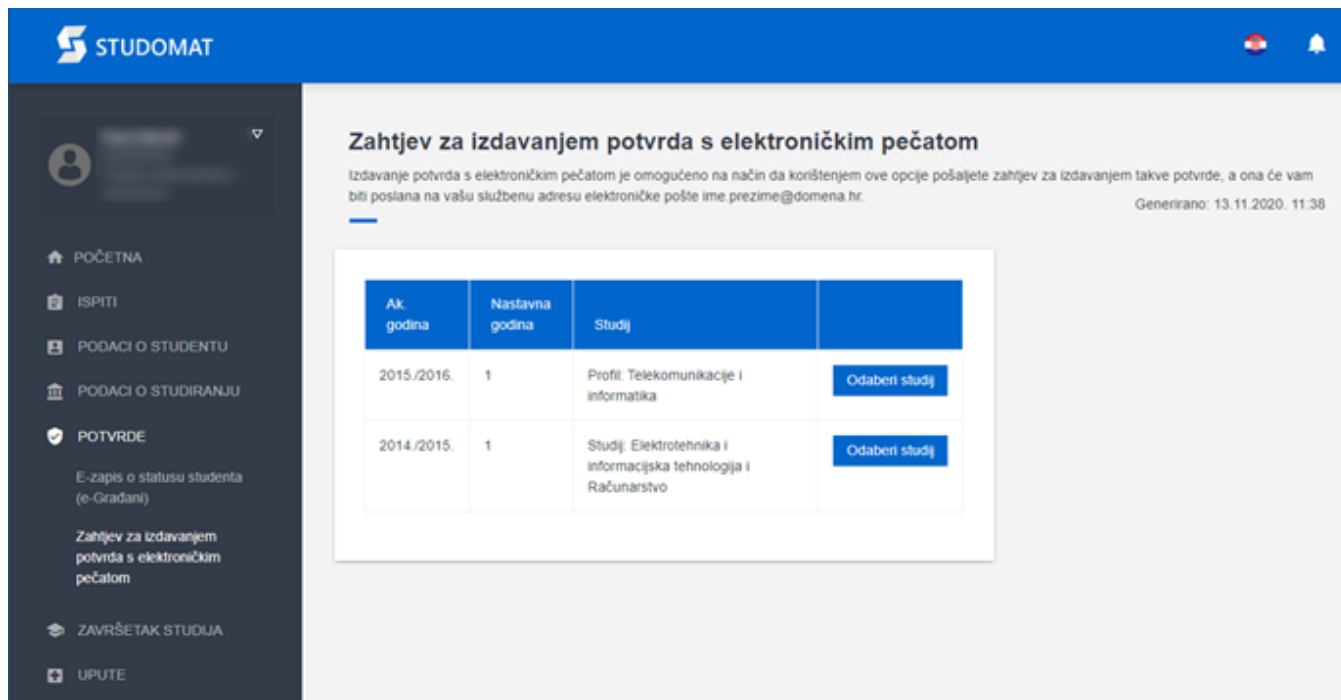 STUDOMAT
POČETNA
ISPITI
PODACI O STUDENTU
PODACI O STUDIRANJU
POTVRDE
E-zapis o statusu studenta
(e-Građani)
Zahtjev za izdavanjem
potvrda s elektroničkim
pečatom
ZAVRŠETAK STUDIJA
UPUTE
Zahtjev za izdavanjem potvrda s elektroničkim pečatom
Izdavanje potvrda s elektroničkim pečatom je omogućeno na način da korištenjem ove opcije pošaljete zahtjev za izdavanjem takve potvrde, a ona će vam
biti poslana na vašu službenu adresu elektroničke pošte ime.prezime@domena.hr.
Generirano: 13.11.2020. 11:38
Ak. godina Nastavna godina Studij
2015./2016. 1 Profil: Telekomunikacije i Odaberi studij
informatika
2014./2015. 1 Studij: Elektrotehnika i Odaberi studij
informacijska tehnologija i
Računarstvo